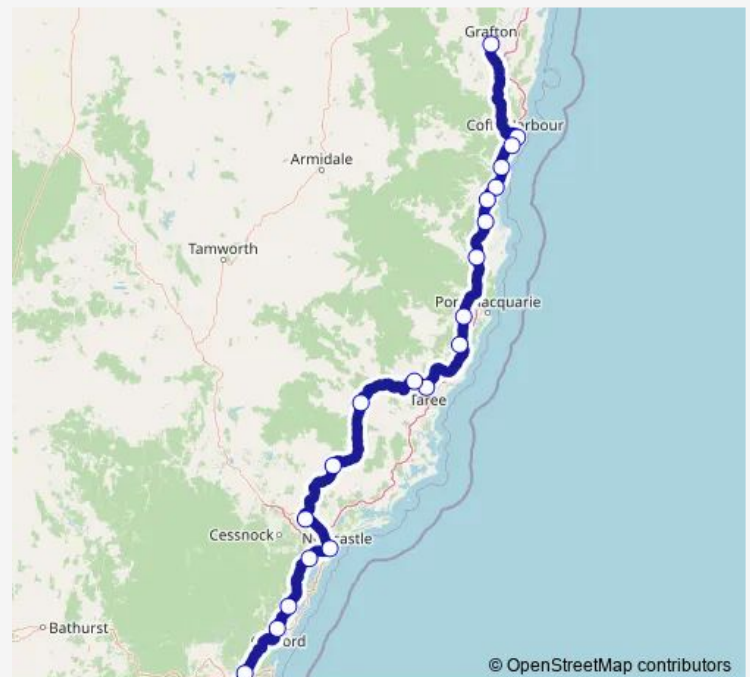 Grafton
Armidale
Tamworth
Taree
Cessnock
Bathurst
© OpenStreetMap contributors